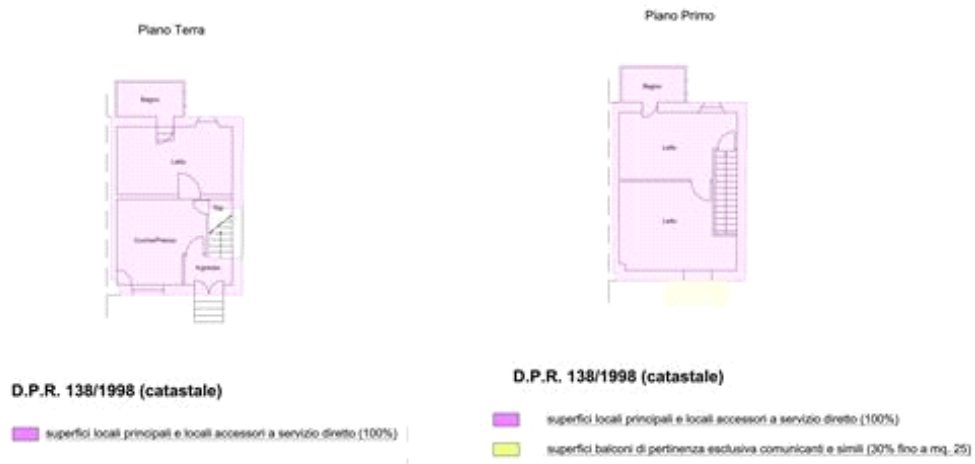 Piano Terra
Bagno
Letto
Rip.
Cucina/Pranzo
Ingresso
D.P.R. 138/1998 (catastale)
superfici locali principali e locali accessori a servizio diretto (100%)
Piano Primo
Bagno
Letto
Letto
D.P.R. 138/1998 (catastale)
superfici locali principali e locali accessori a servizio diretto (100%)
superfici balconi di pertinenza esclusiva comunicanti e simili (30% fino a mq. 25)